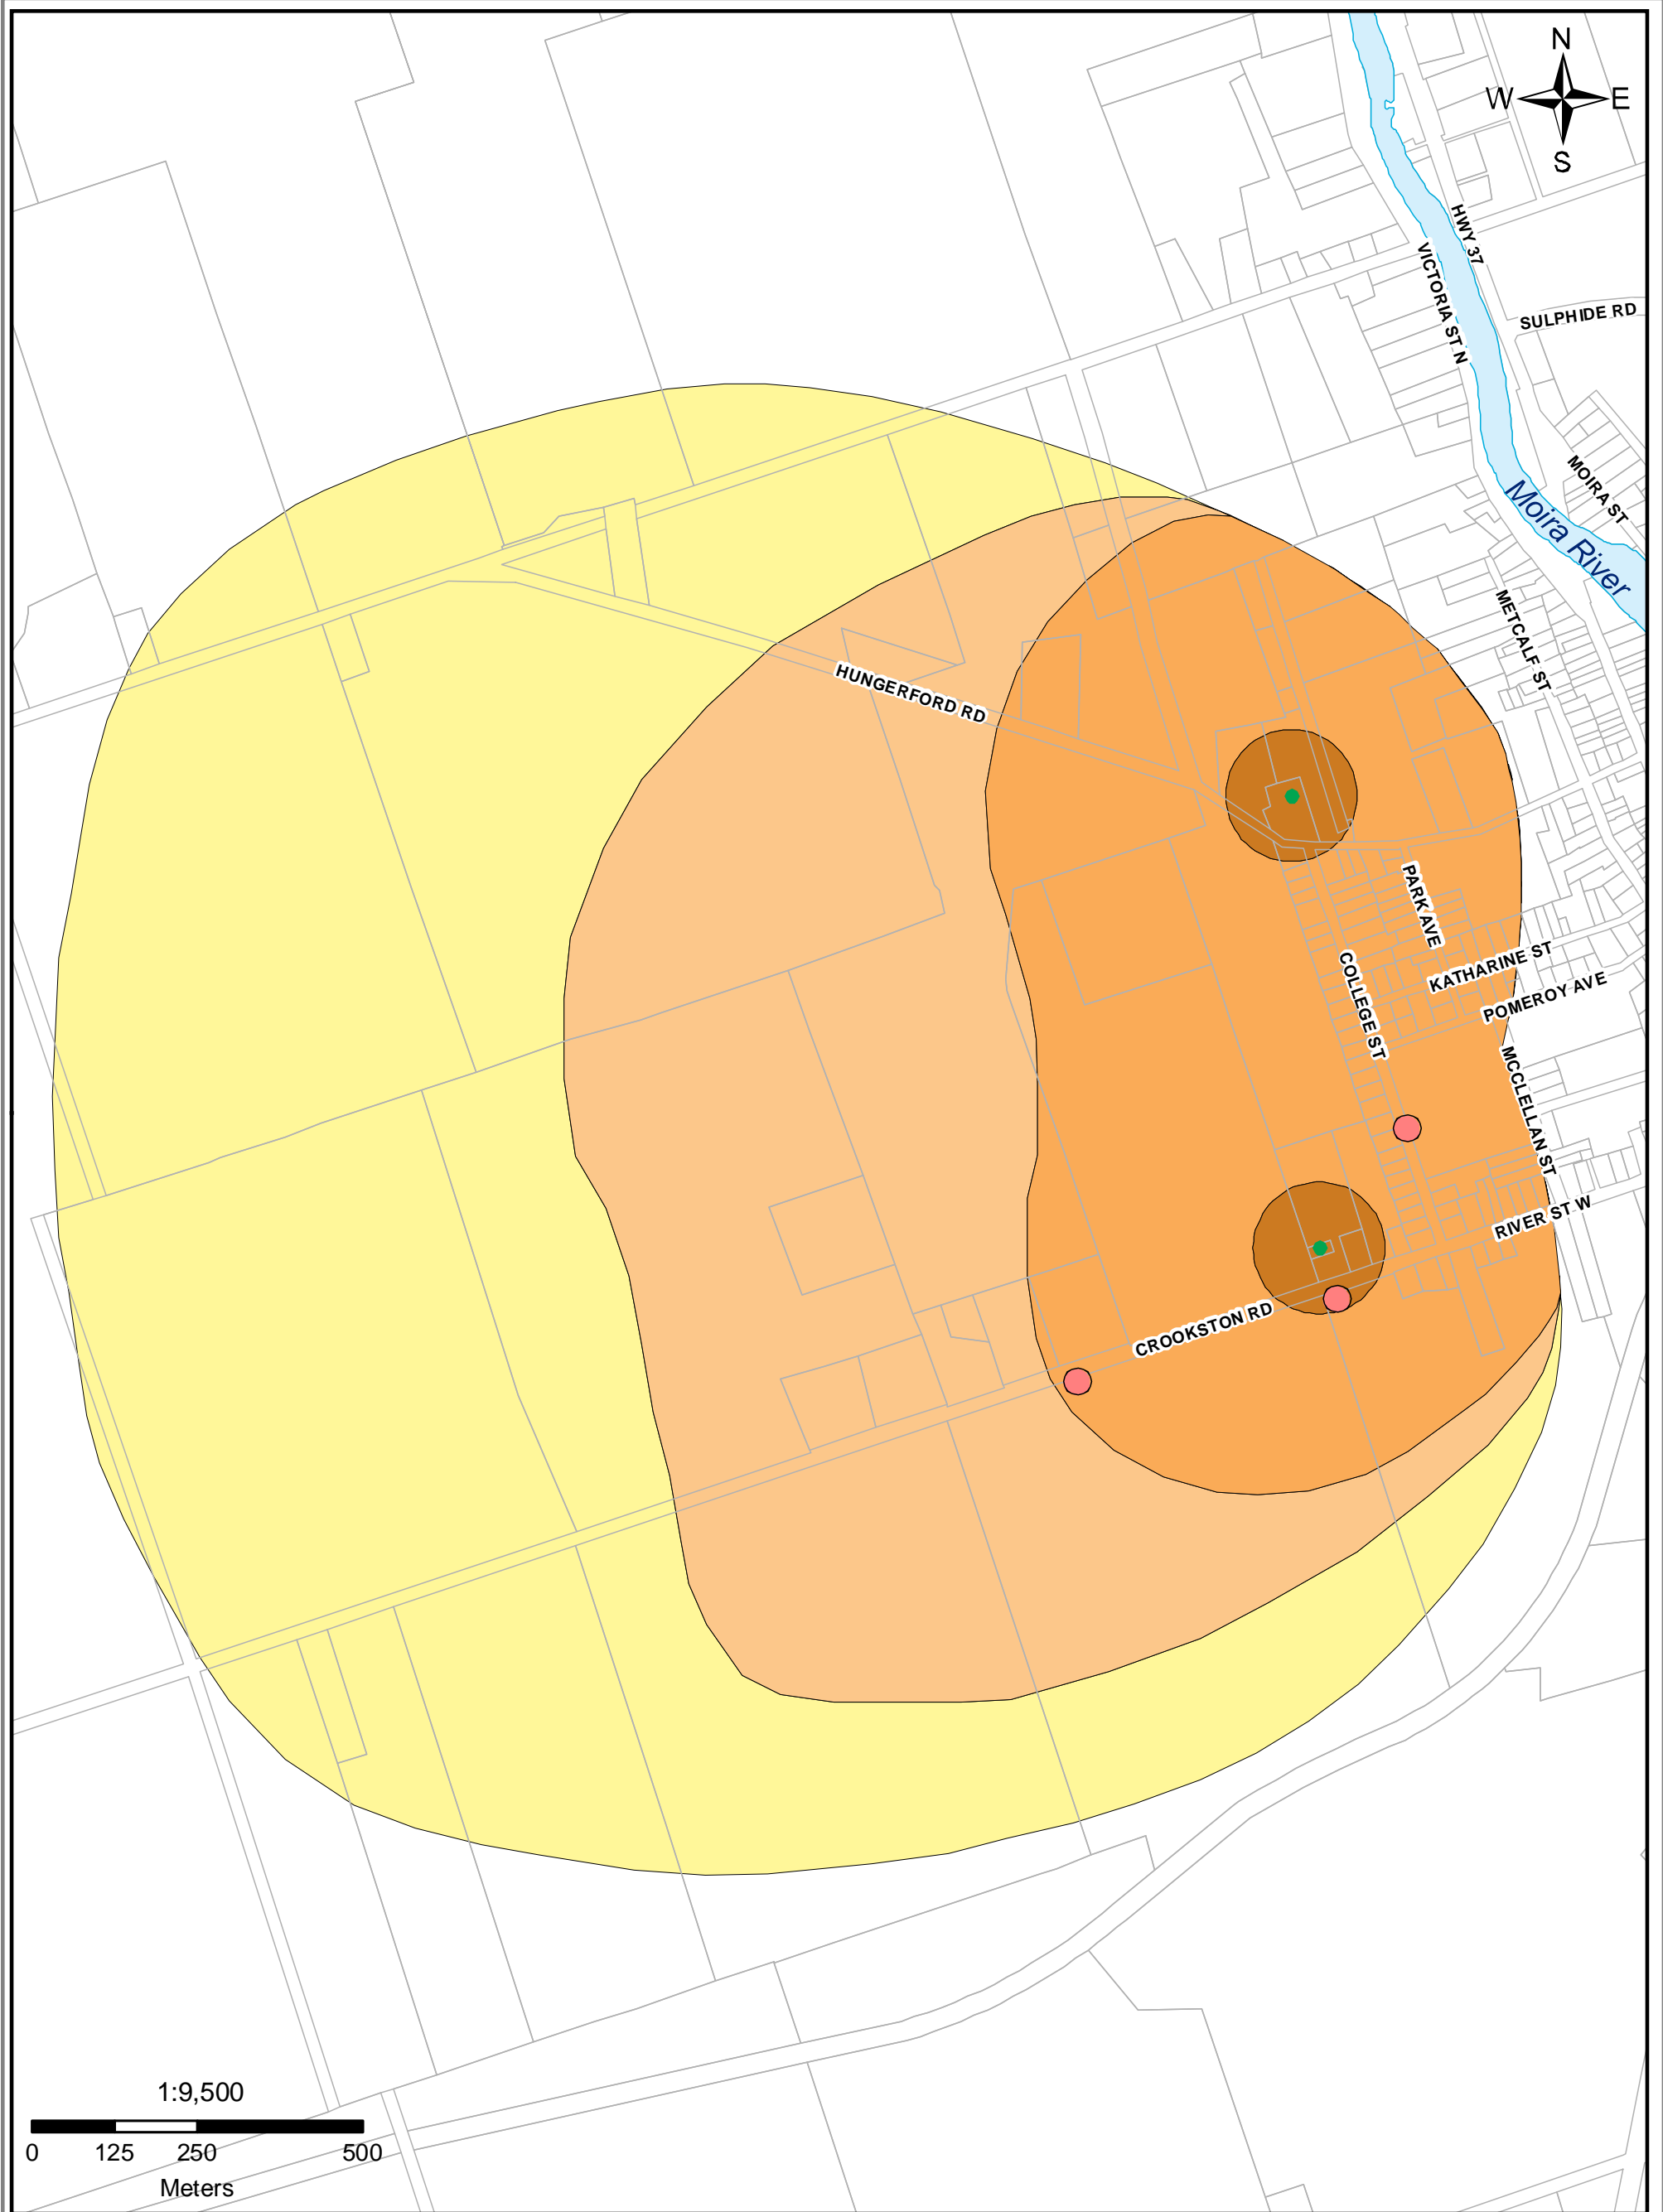 N
W E
S
HWY 37
VICTORIA ST N
SULPHIDE RD
MOIRA ST
Moira River
METCALF ST
HUNGERFORD RD
PARK AVE
KATHARINE ST
COLLEGE ST
POMEROY AVE
MCCLELLAN ST
RIVER ST W
CROOKSTON RD
1:9,500
0 125 250 500
Meters